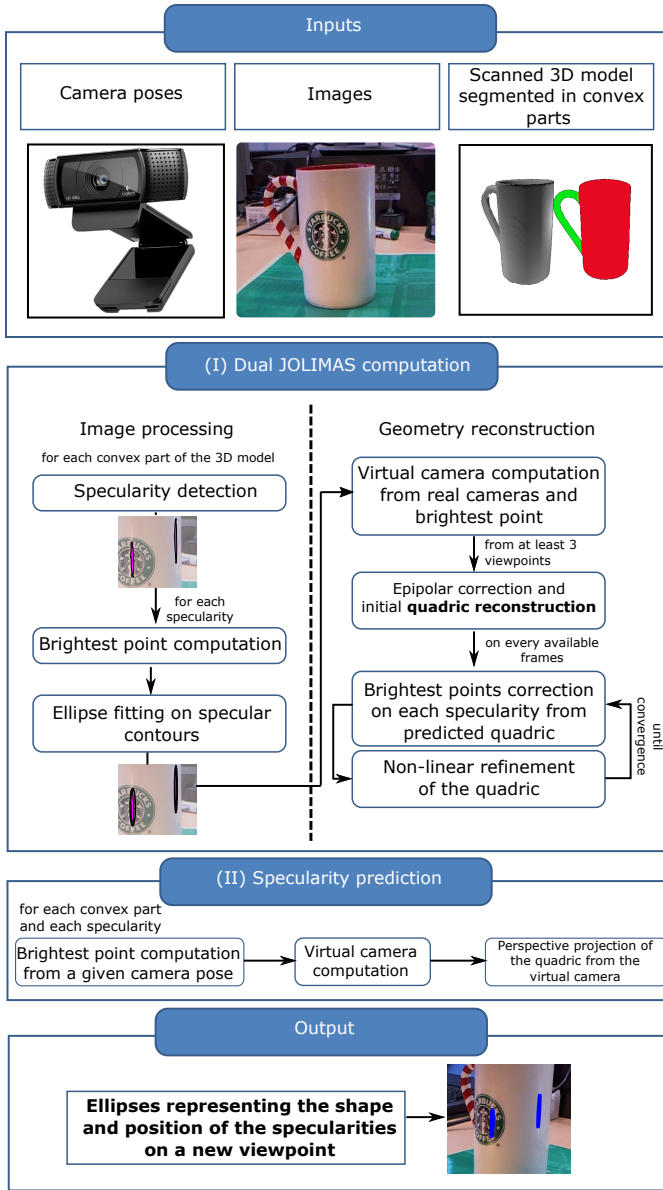 Inputs
Camera poses
Images
Scanned 3D model
segmented in convex
parts
STARBUCKS
COFFEE
(I) Dual JOLIMAS computation
Image processing
for each convex part of the 3D model
Specularity detection
COFFEE
for each
specularity
Brightest point computation
Ellipse fitting on specular
contours
COFFEE
Geometry reconstruction
Virtual camera computation
from real cameras and
brightest point
from at least 3
viewpoints
Epipolar correction and
initial quadric reconstruction
on every available
frames
Brightest points correction
on each specularity from
predicted quadric
Non-linear refinement
of the quadric
until
convergence
(II) Specularity prediction
for each convex part
and each specularity
Brightest point computation
from a given camera pose
Virtual camera
computation
Perspective projection of
the quadric from the
virtual camera
Output
Ellipses representing the shape
and position of the specularities
on a new viewpoint